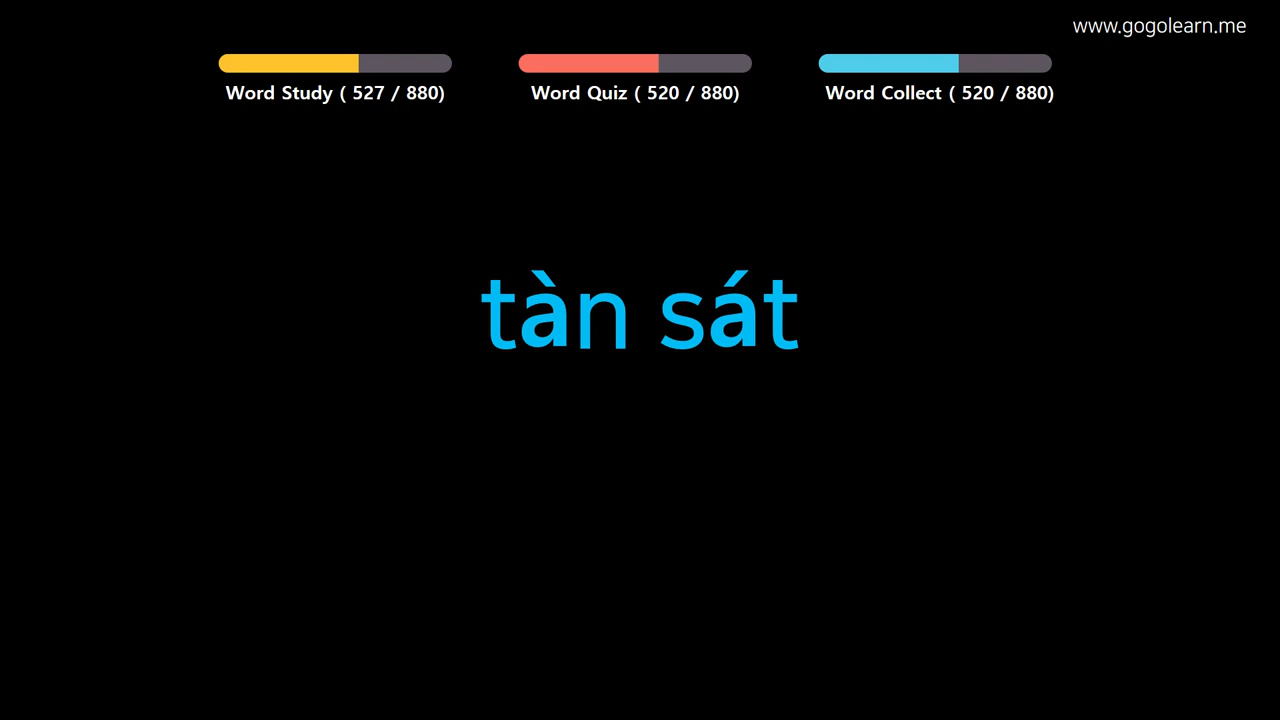 www.gogolearn.me
Word Study ( 527 / 880)
Word Quiz ( 520 / 880)
Word Collect ( 520 / 880)
tàn sát